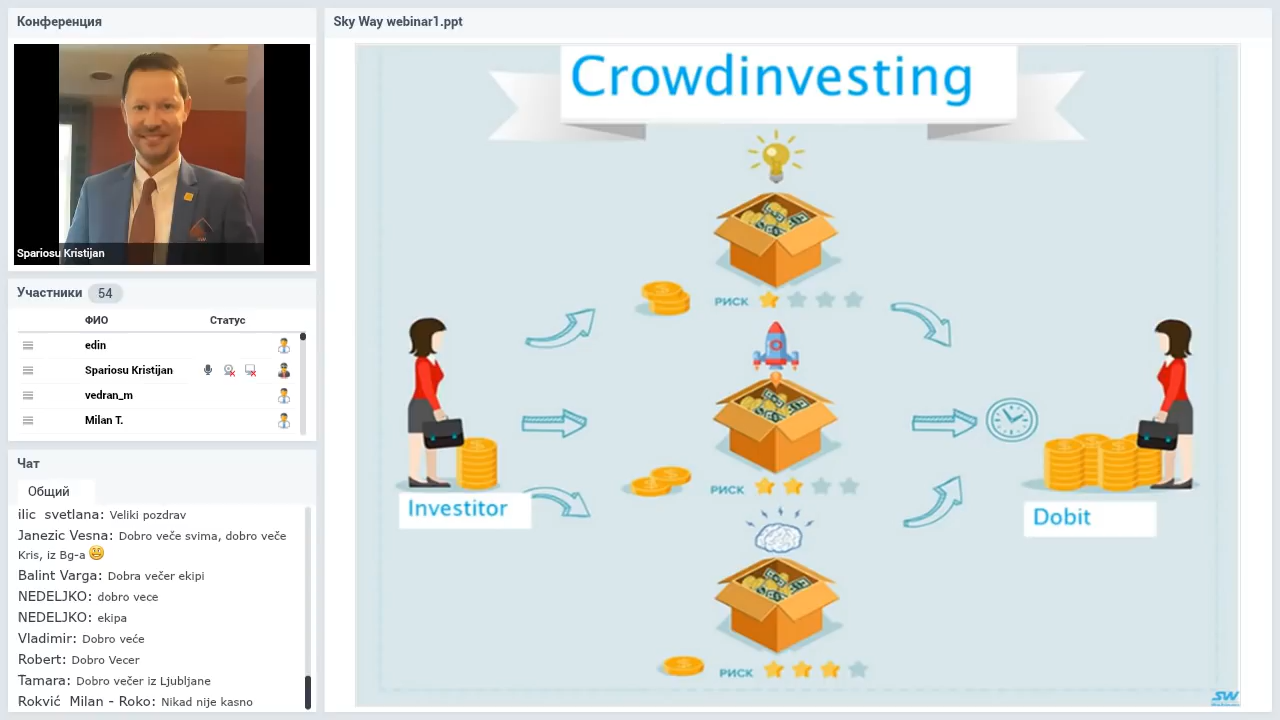 Конференция
Spariosu Kristijan
Участники 54
ФИО Статус
edin
Spariosu Kristijan
vedran_m
Milan T.
Чат
Общий
ilic svetlana: Veliki pozdrav
Janezic Vesna: Dobro veče svima, dobro veče
Kris, iz Bg-a
Balint Varga: Dobra večer ekipi
NEDELJKO: dobro vece
NEDELJKO: ekipa
Vladimir: Dobro veće
Robert: Dobro Vecer
Tamara: Dobro večer iz Ljubljane
Rokvić Milan - Roko: Nikad nije kasno
Sky Way webinar1.ppt
Crowdinvesting
РИСК
РИСК
Investitor
Dobit
РИСК
SW